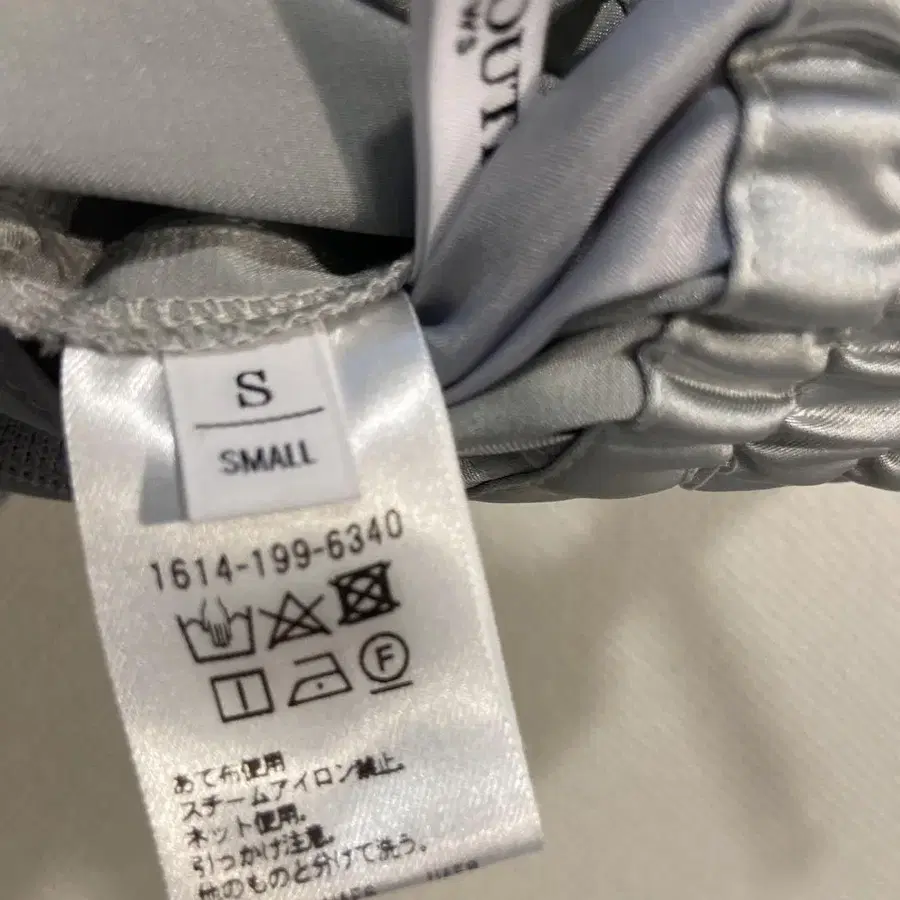 OUT
WS
S
SMALL
1614-199-6340
F
あて布使用
スチームアイロン禁止.
ネット使用.
引っかけ注意.
他のものと分けて洗う.